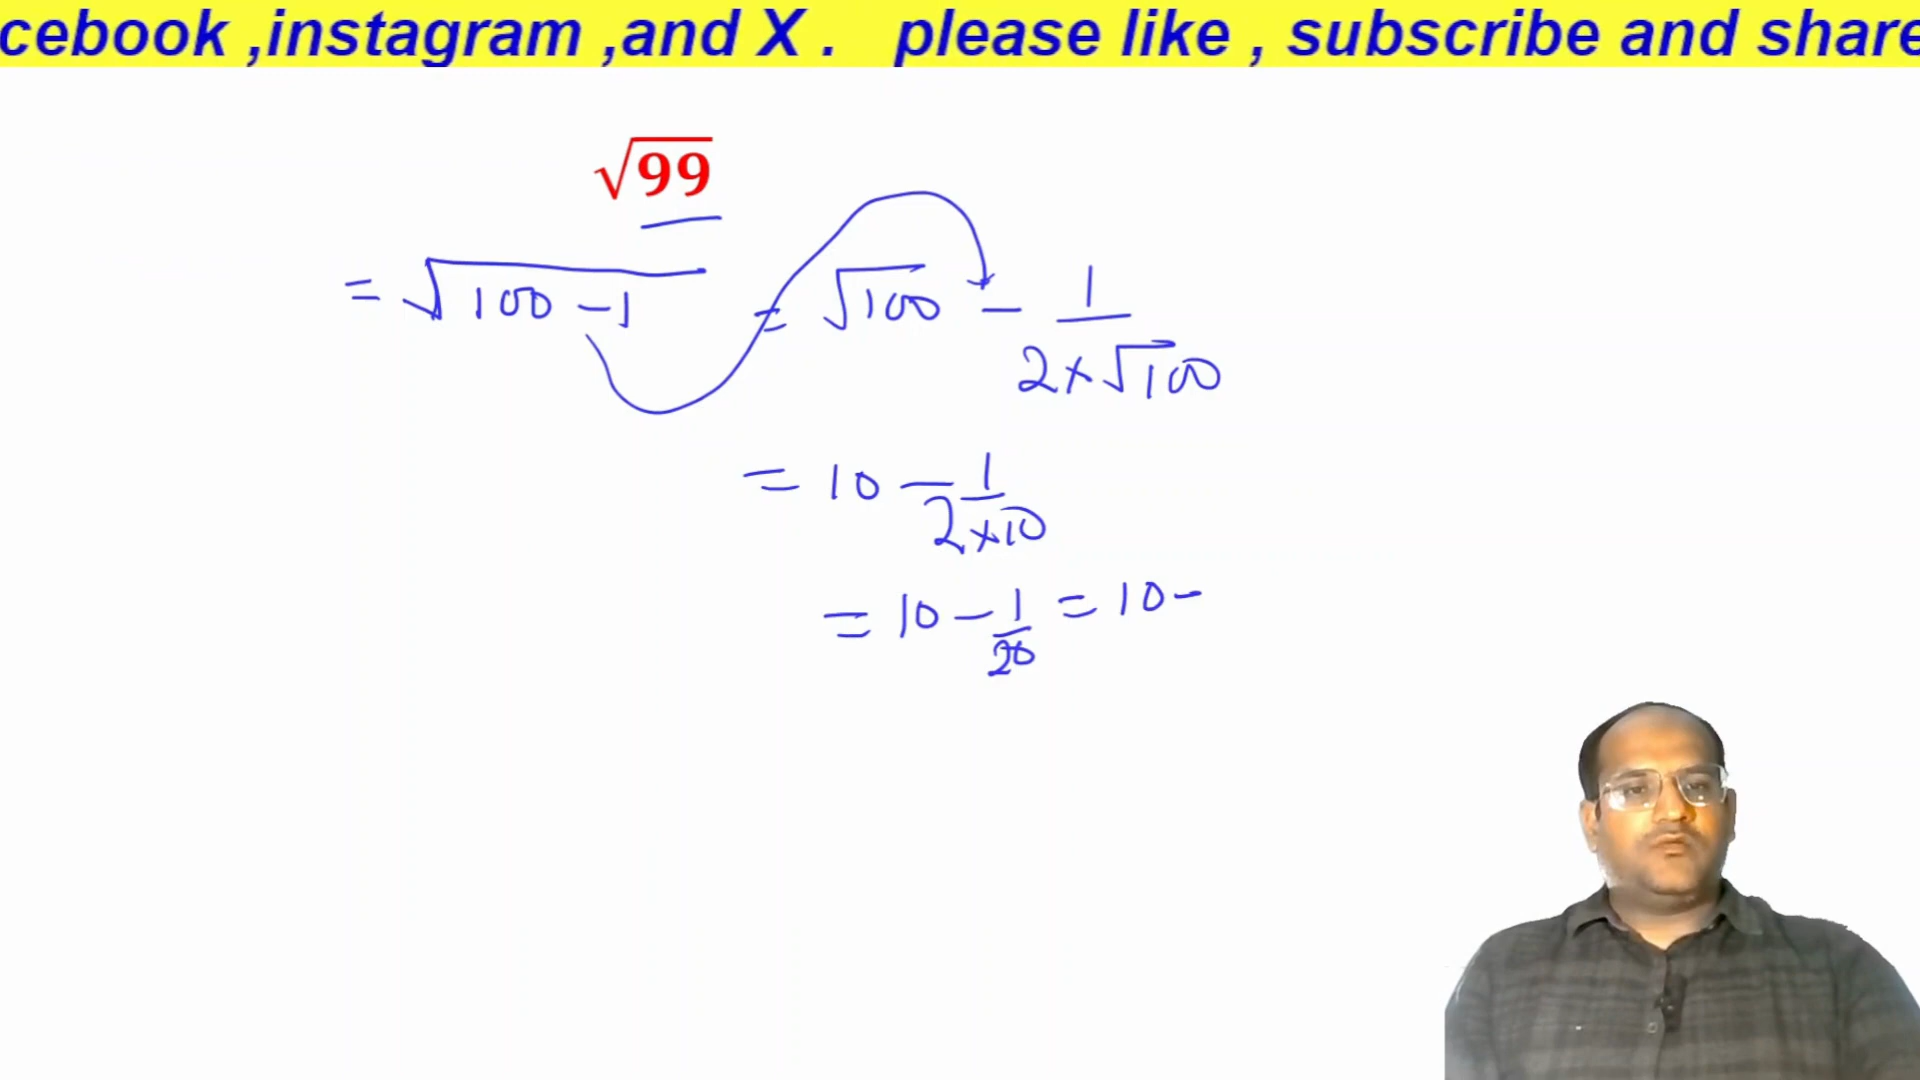 cebook ,instagram ,and X . please like , subscribe and share
√99
= √100 - 1 = √100 - 1/(2×√100)
= 10 - 1/(2×10)
= 10 - 1/20 = 10 -